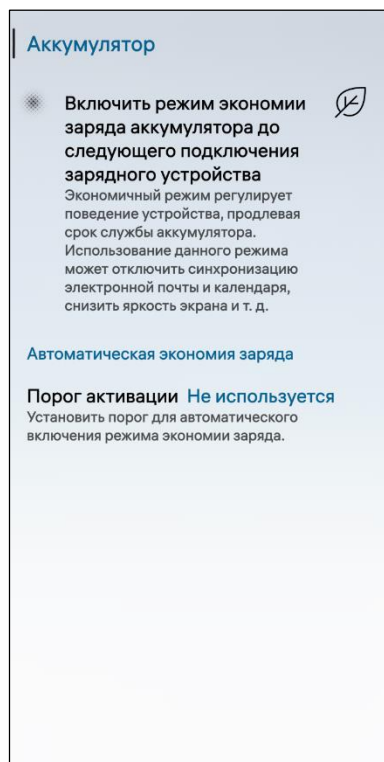 Аккумулятор
Включить режим экономии
заряда аккумулятора до
следующего подключения
зарядного устройства
Экономичный режим регулирует
поведение устройства, продлевая
срок службы аккумулятора.
Использование данного режима
может отключить синхронизацию
электронной почты и календаря,
снизить яркость экрана и т. д.
Автоматическая экономия заряда
Порог активации Не используется
Установить порог для автоматического
включения режима экономии заряда.